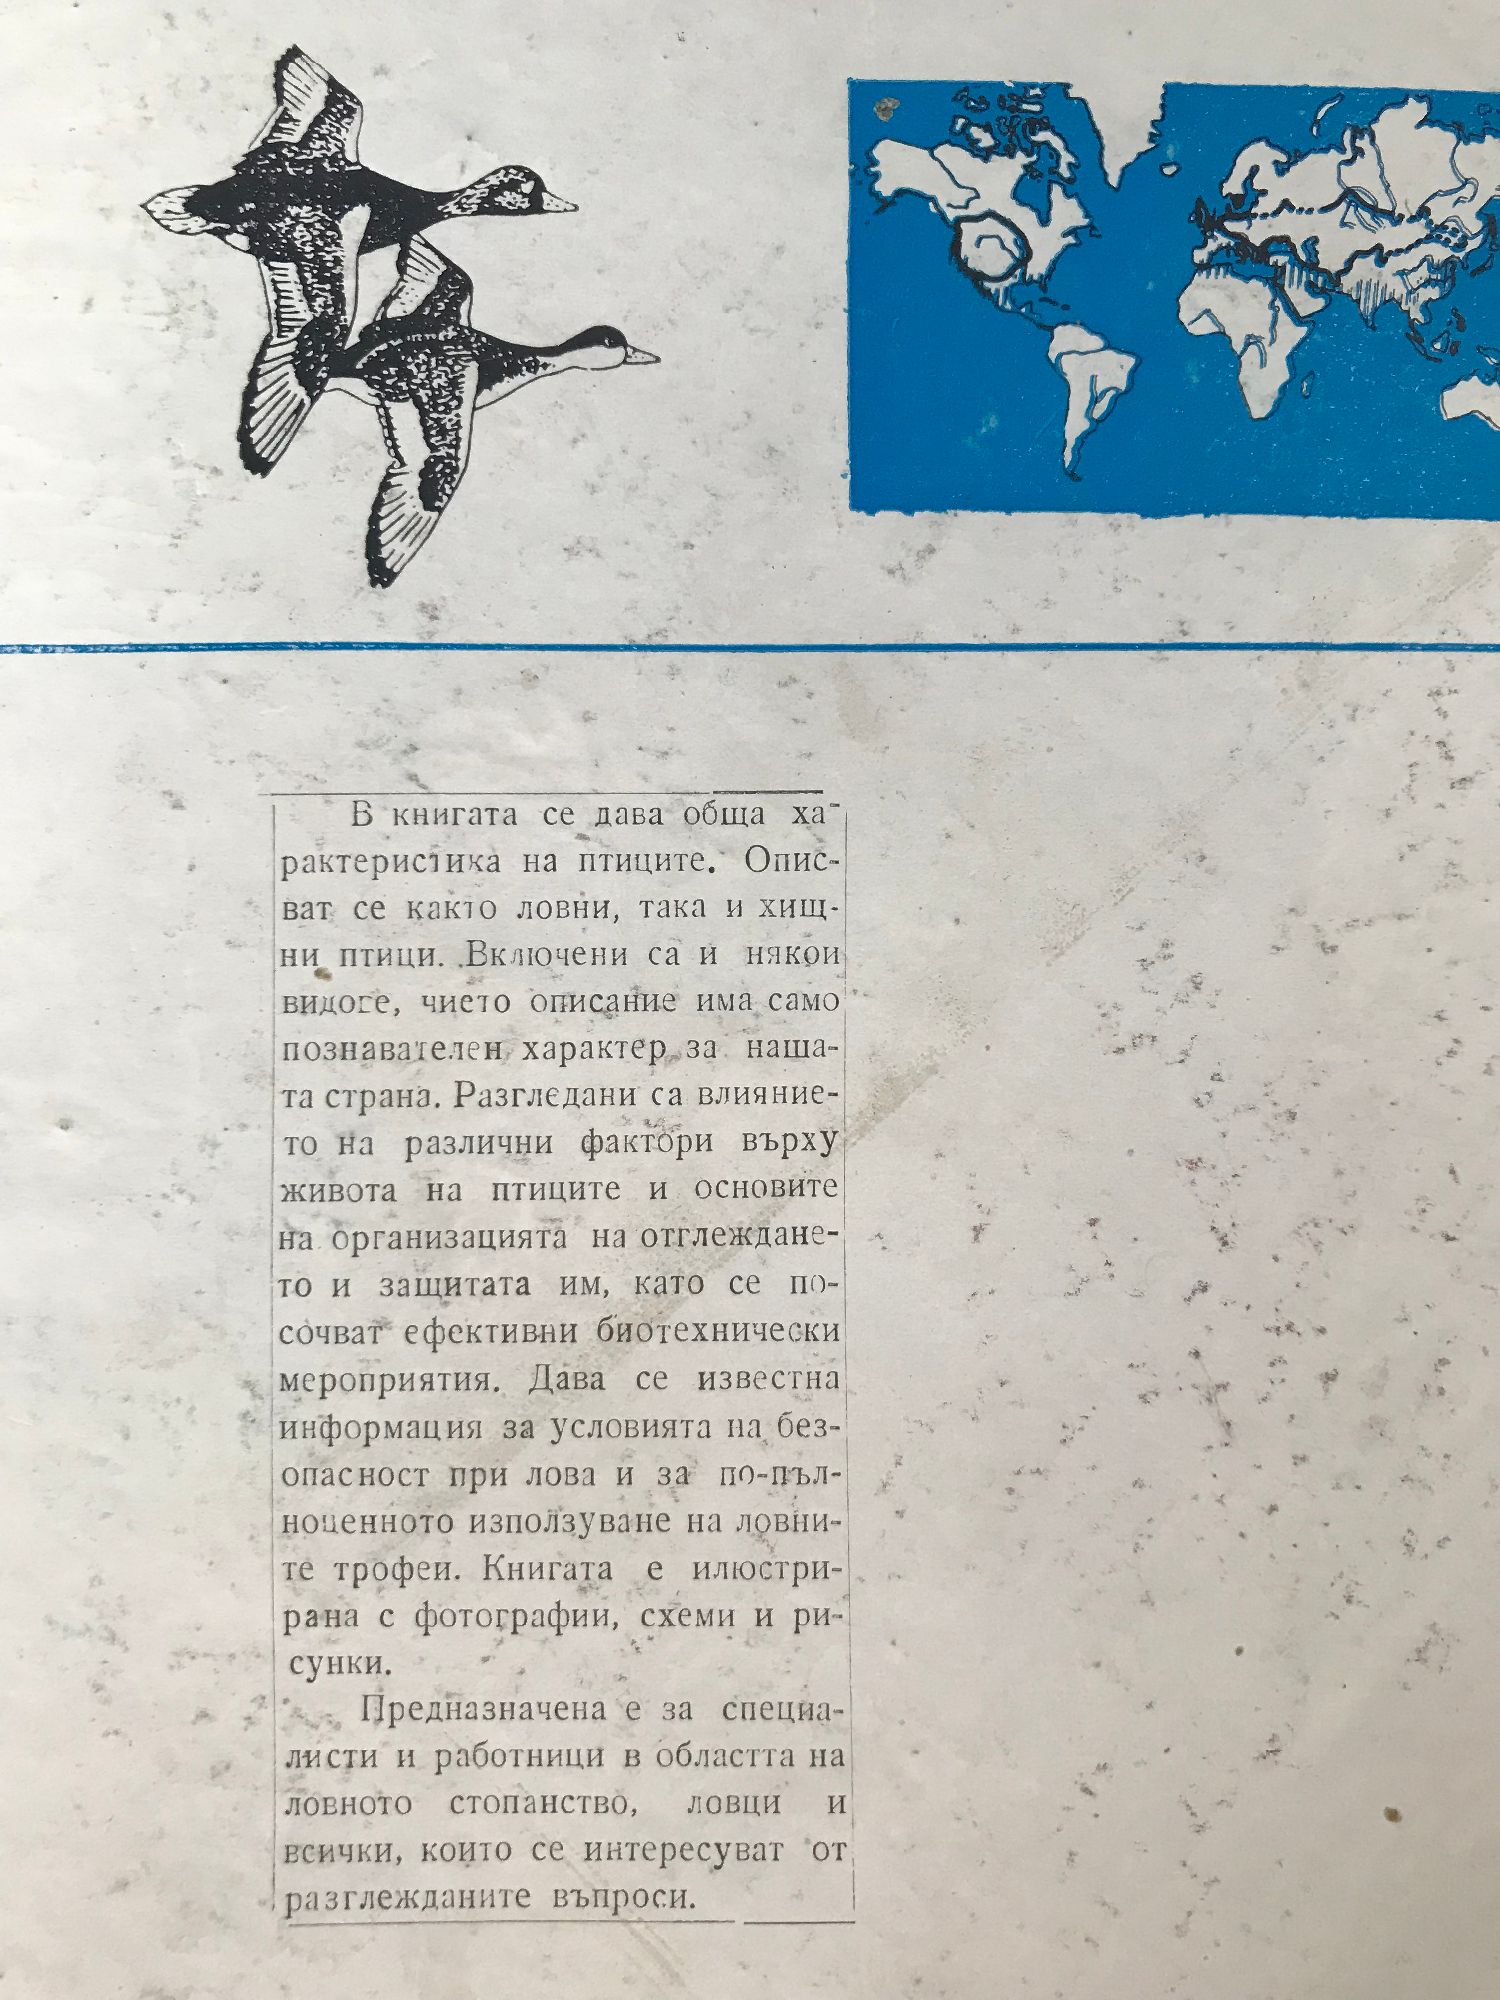 В книгата се дава обща ха-
рактеристика на птиците. Опис-
ват се както ловни, така и хищ-
ни птици. Включени са и някои
видове, чието описание има само
познавателен характер за наша-
та страна. Разгледани са влияние-
то на различни фактори върху
живота на птиците и основите
на организацията на отглеждане-
то и защитата им, като се по-
сочват ефективни биотехнически
мероприятия. Дава се известна
информация за условията на без-
опасност при лова и за по-пъл-
ноценното използуване на ловни-
те трофеи. Книгата е илюстри-
рана с фотографии, схеми и ри-
сунки.
Предназначена е за специа-
листи и работници в областта на
ловното стопанство, ловци и
всички, които се интересуват от
разглежданите въпроси.